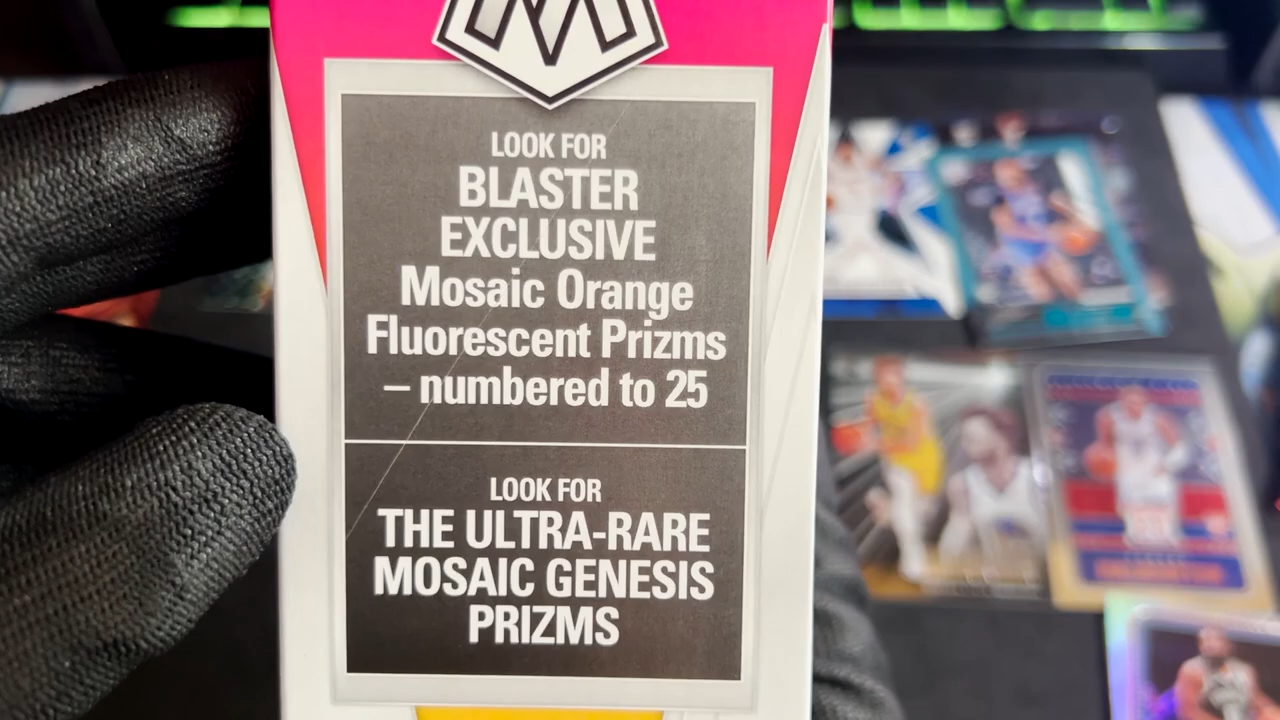 LOOK FOR
BLASTER
EXCLUSIVE
Mosaic Orange
Fluorescent Prizms
– numbered to 25
LOOK FOR
THE ULTRA-RARE
MOSAIC GENESIS
PRIZMS